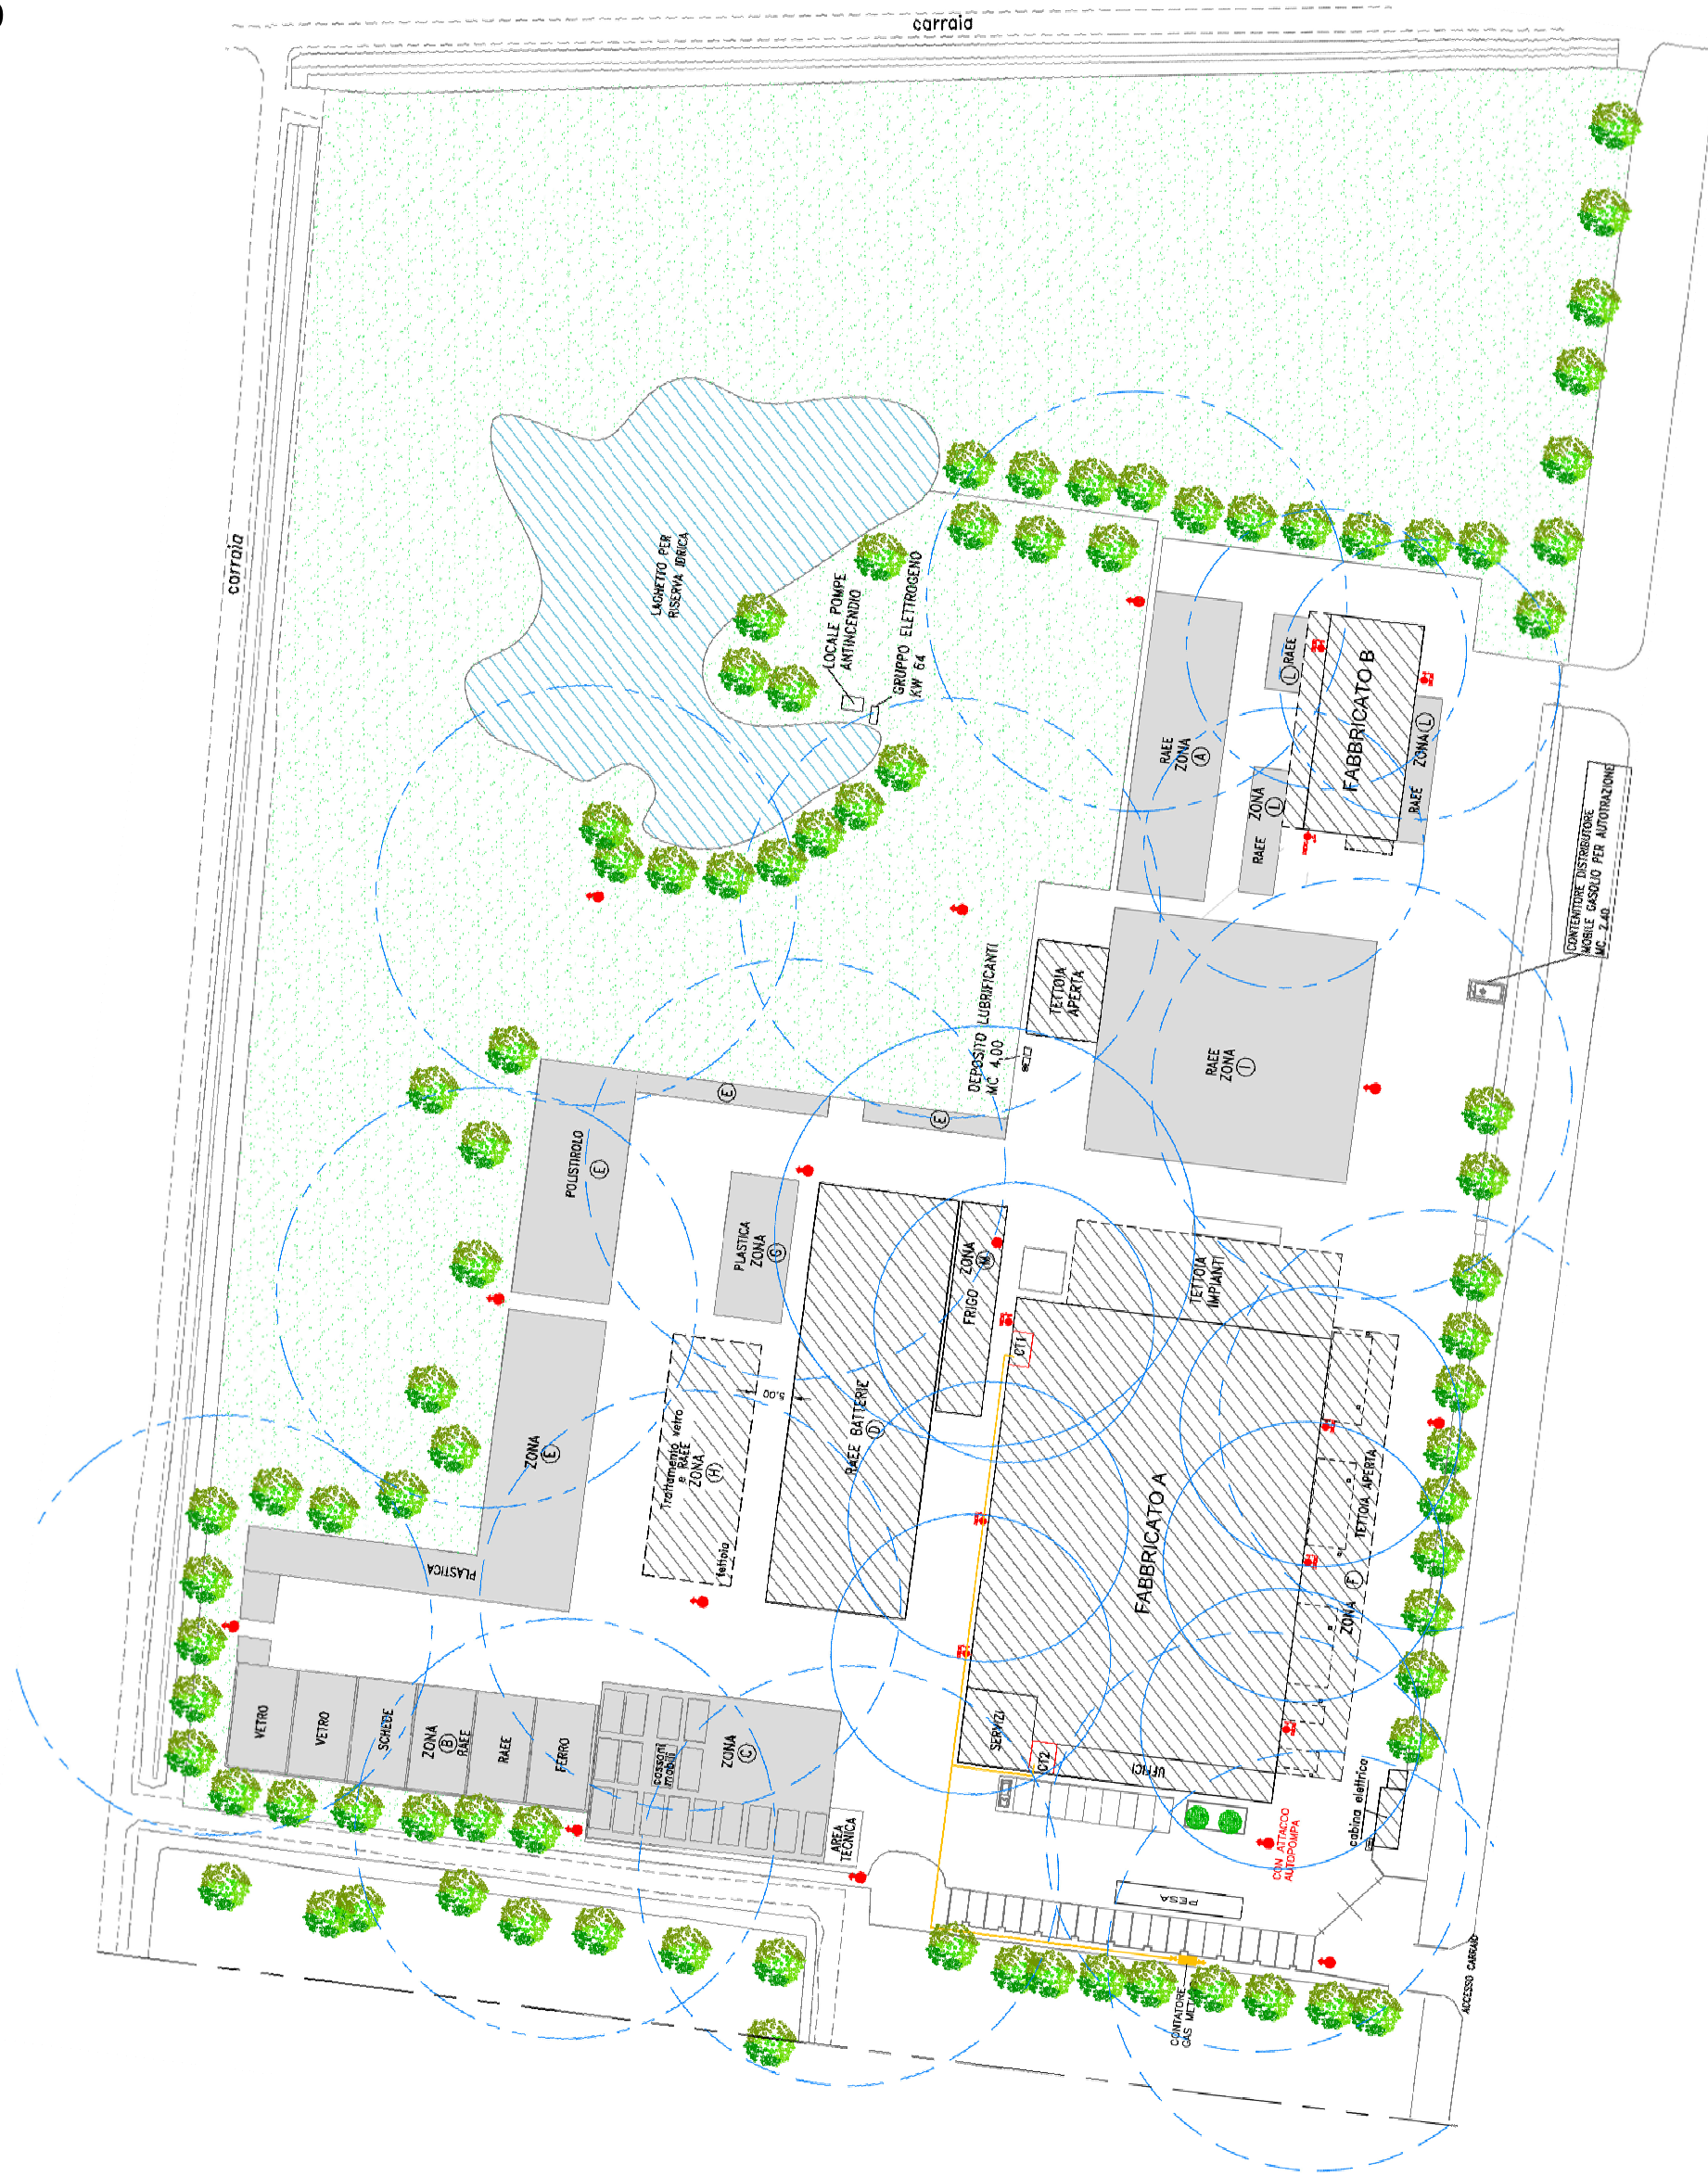 carraia
carraia
LAGHETTO PER
RISERVA IDRICA
LOCALE POMPE
ANTINCENDIO
GRUPPO ELETTROGENO
KW 64
RAEE
ZONA
A
L RAEE
FABBRICATO B
ZONA L
RAEE
ZONA
L
RAEE
CONTENITORE DISTRIBUTORE
MOBILE GASOLIO PER AUTOTRAZIONE
MC 2.40
TETTOIA
APERTA
DEPOSITO LUBRIFICANTI
MC 4,00
RAEE
ZONA
I
E
E
POLISTIROLO
E
PLASTICA
ZONA
G
ZONA
M
FRIGO
TETTOIA
IMPIANTI
CT1
5.00
RAEE BATTERIE
D
Trattamento vetro
e RAEE
ZONA
H
tettoia
ZONA
E
PLASTICA
FABBRICATO A
TETTOIA APERTA
ZONA F
VETRO
VETRO
SCHEDE
ZONA
B
RAEE
RAEE
FERRO
cassoni
mobili
ZONA
C
AREA
TECNICA
SERVIZI
CT2
UFFICI
cabina elettrica
CON ATTACCO
AUTOPOMPA
PESA
CONTATORE
GAS MET
ACCESSO CARRAIO